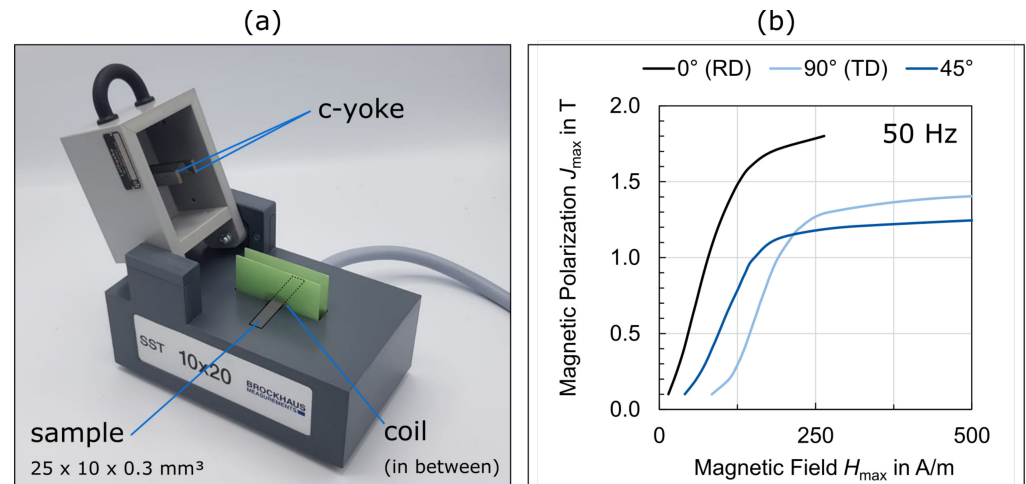 (a)
c-yoke
SST 10x20
BROCKHAUS
MEASUREMENTS
sample
25 x 10 x 0.3 mm³
coil
(in between)
(b)
0° (RD) 90° (TD) 45°
50 Hz
2.0
1.5
1.0
0.5
0.0
0 250 500
Magnetic Polarization Jmax in T
Magnetic Field Hmax in A/m